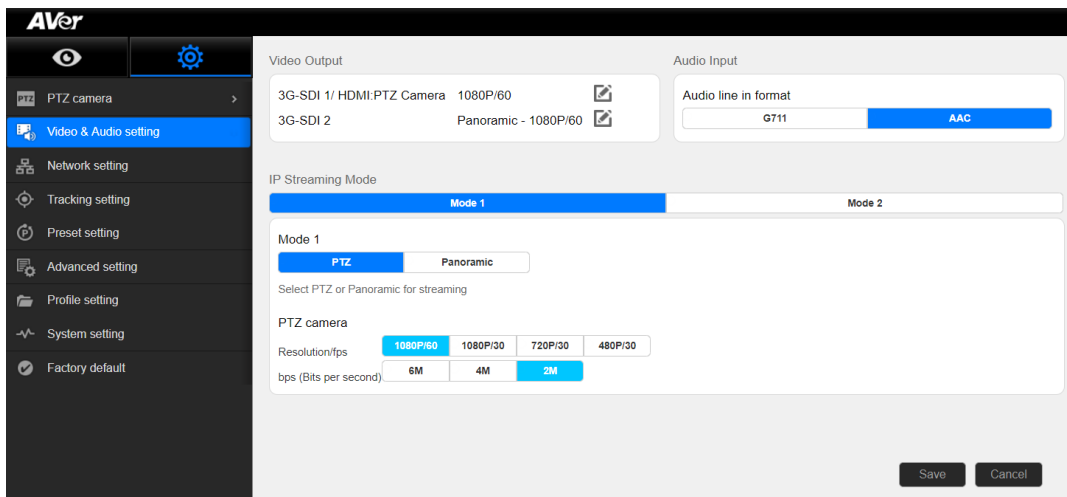 AVer
PTZ PTZ camera >
Video & Audio setting
Network setting
Tracking setting
P Preset setting
Advanced setting
Profile setting
System setting
Factory default
Video Output
3G-SDI 1/ HDMI:PTZ Camera 1080P/60
3G-SDI 2 Panoramic - 1080P/60
Audio Input
Audio line in format
G711 AAC
IP Streaming Mode
Mode 1 Mode 2
Mode 1
PTZ Panoramic
Select PTZ or Panoramic for streaming
PTZ camera
Resolution/fps 1080P/60 1080P/30 720P/30 480P/30
bps (Bits per second) 6M 4M 2M
Save Cancel